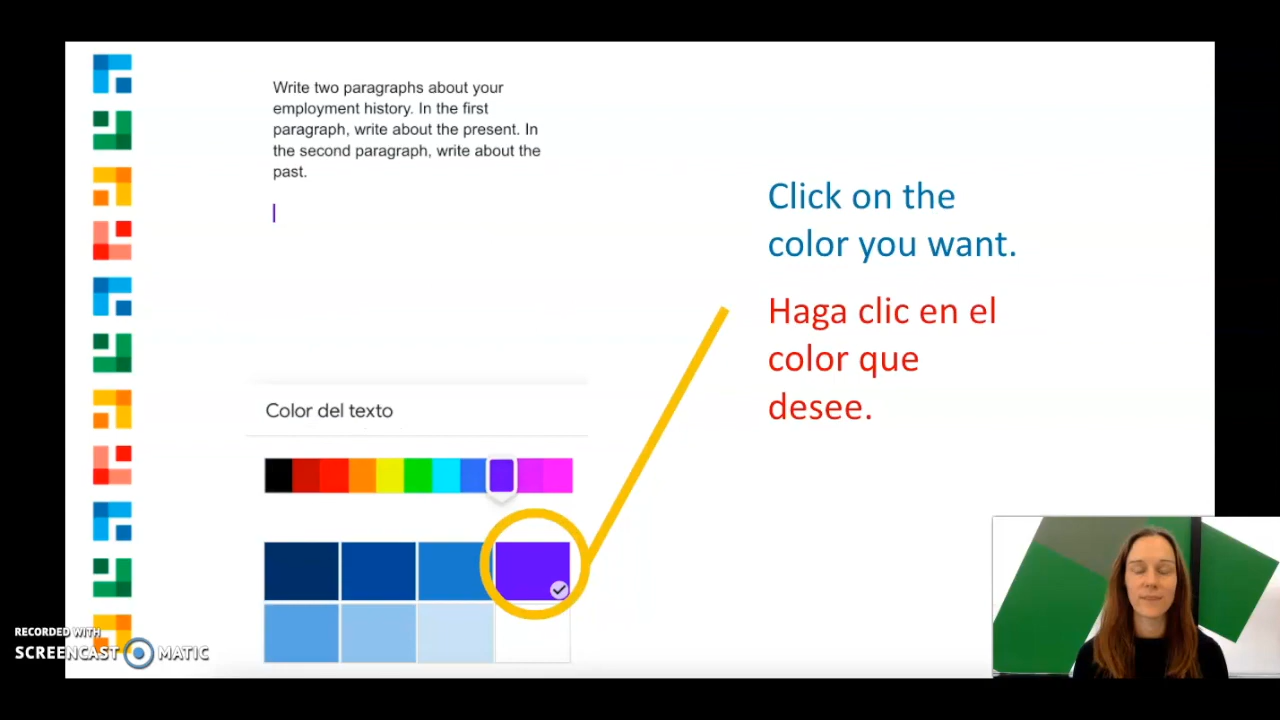 Write two paragraphs about your
employment history. In the first
paragraph, write about the present. In
the second paragraph, write about the
past.
Click on the
color you want.
Haga clic en el
color que
desee.
Color del texto
RECORDED WITH
SCREENCAST MATIC